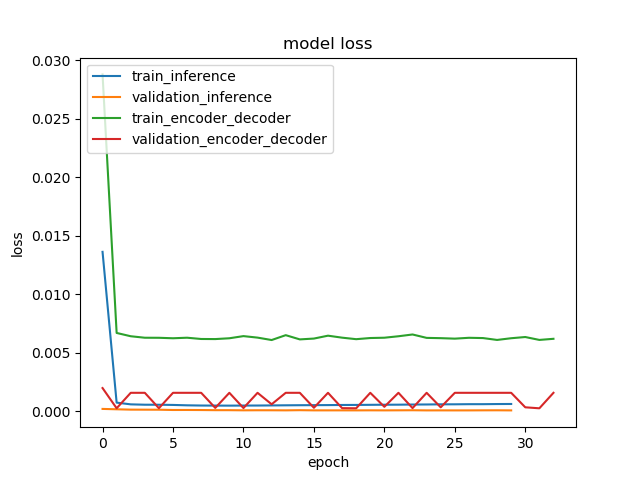 model loss
0.030
0.025
0.020
0.015
0.010
0.005
0.000
loss
train_inference
validation_inference
train_encoder_decoder
validation_encoder_decoder
0 5 10 15 20 25 30
epoch